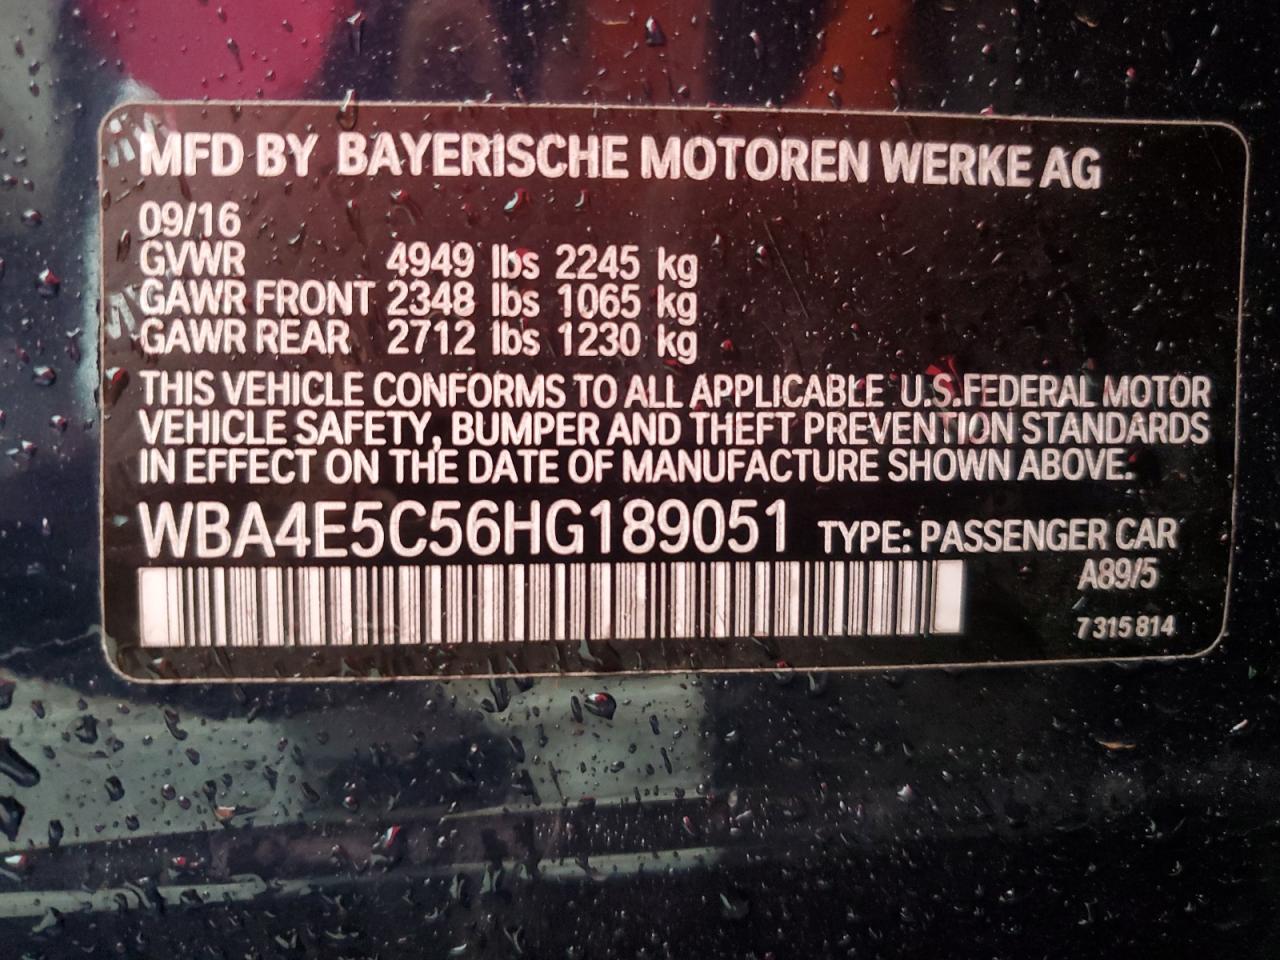 MFD BY BAYERISCHE MOTOREN WERKE AG
09/16
GVWR 4949 lbs 2245 kg
GAWR FRONT 2348 lbs 1065 kg
GAWR REAR 2712 lbs 1230 kg
THIS VEHICLE CONFORMS TO ALL APPLICABLE U.S.FEDERAL MOTOR
VEHICLE SAFETY, BUMPER AND THEFT PREVENTION STANDARDS
IN EFFECT ON THE DATE OF MANUFACTURE SHOWN ABOVE.
WBA4E5C56HG189051 TYPE: PASSENGER CAR
A89/5
7 315 814